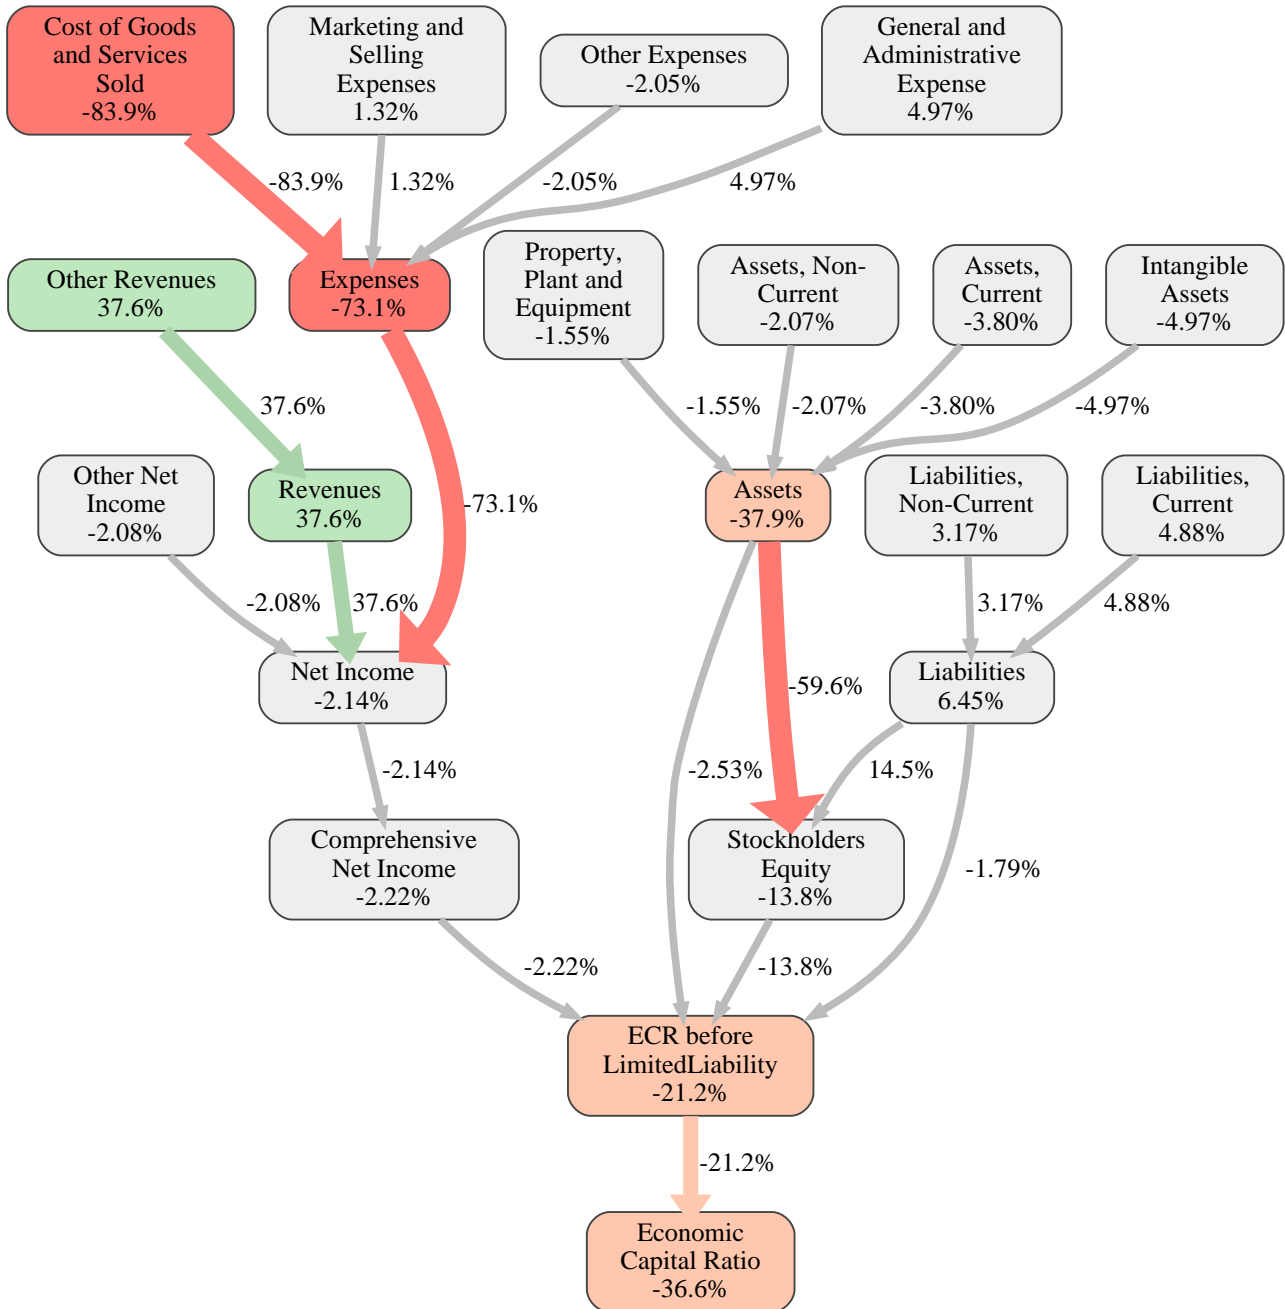 Cost of Goods
and Services
Sold
-83.9%
Marketing and
Selling
Expenses
1.32%
Other Expenses
-2.05%
General and
Administrative
Expense
4.97%
-83.9%
1.32%
-2.05%
4.97%
Other Revenues
37.6%
Expenses
-73.1%
Property,
Plant and
Equipment
-1.55%
Assets, Non-
Current
-2.07%
Assets,
Current
-3.80%
Intangible
Assets
-4.97%
37.6%
-1.55%
-2.07%
-3.80%
-4.97%
Other Net
Income
-2.08%
Revenues
37.6%
-73.1%
Assets
-37.9%
Liabilities,
Non-Current
3.17%
Liabilities,
Current
4.88%
-2.08%
37.6%
3.17%
4.88%
Net Income
-2.14%
-59.6%
Liabilities
6.45%
-2.14%
-2.53%
14.5%
Comprehensive
Net Income
-2.22%
Stockholders
Equity
-13.8%
-1.79%
-2.22%
-13.8%
ECR before
LimitedLiability
-21.2%
-21.2%
Economic
Capital Ratio
-36.6%